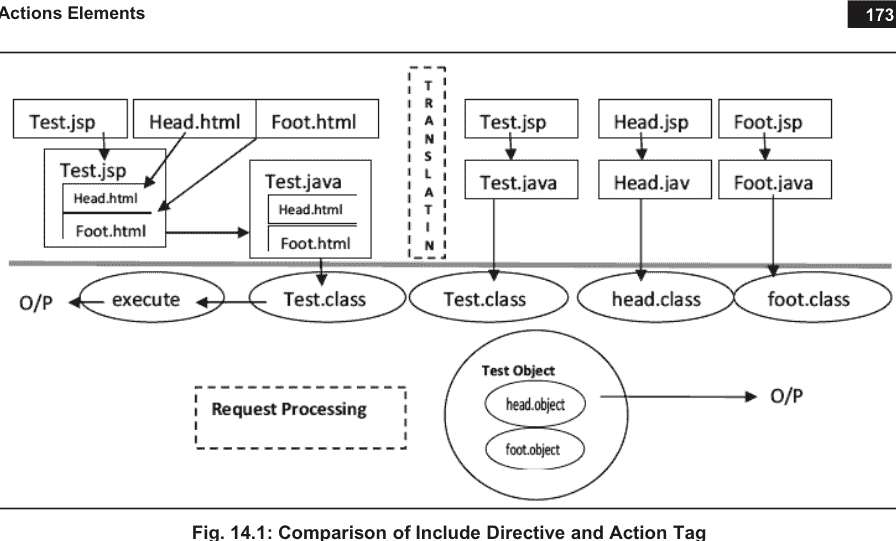 Actions Elements
173
Test.jsp
Head.html
Foot.html
Test.jsp
Head.html
Foot.html
Test.java
Head.html
Foot.html
TRANSLATIN
Test.jsp
Head.jsp
Foot.jsp
Test.java
Head.jav
Foot.java
O/P
execute
Test.class
Test.class
head.class
foot.class
Request Processing
Test Object
head.object
foot.object
O/P
Fig. 14.1: Comparison of Include Directive and Action Tag